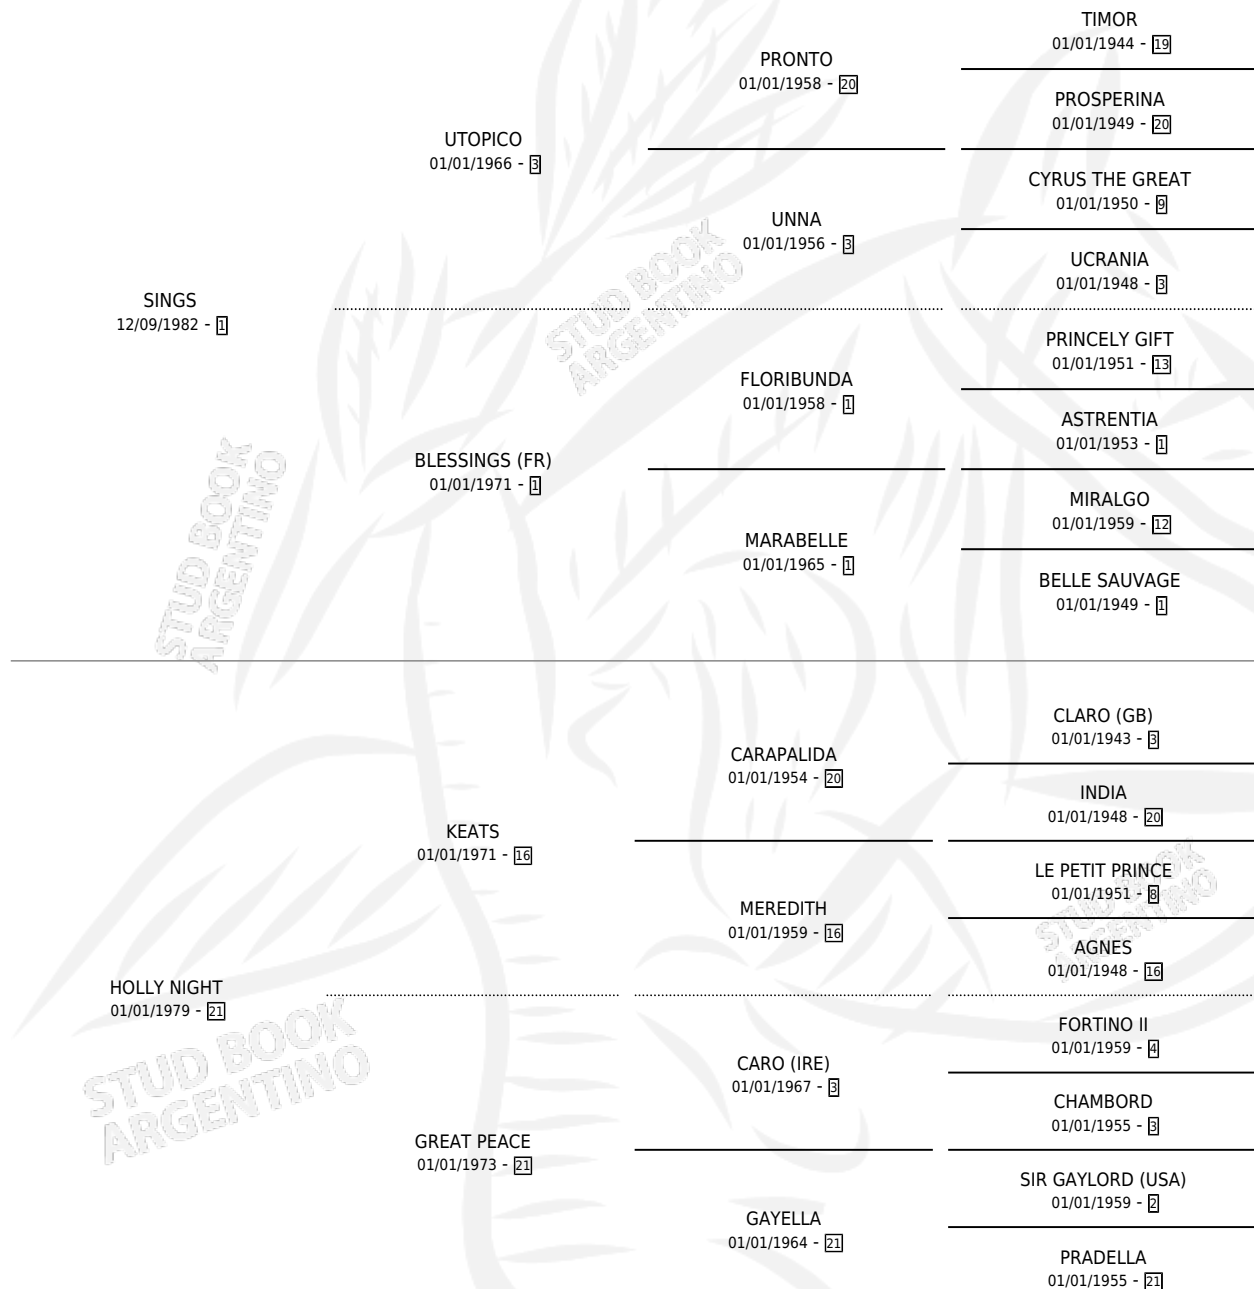 TIMOR
01/01/1944 - 19
PRONTO
01/01/1958 - 20
PROSPERINA
01/01/1949 - 20
UTOPICO
01/01/1966 - 3
CYRUS THE GREAT
01/01/1950 - 9
UNNA
01/01/1956 - 3
UCRANIA
01/01/1948 - 3
SINGS
12/09/1982 - 1
PRINCELY GIFT
01/01/1951 - 13
FLORIBUNDA
01/01/1958 - 1
ASTRENTIA
01/01/1953 - 1
BLESSINGS (FR)
01/01/1971 - 1
MIRALGO
01/01/1959 - 12
MARABELLE
01/01/1965 - 1
BELLE SAUVAGE
01/01/1949 - 1
CLARO (GB)
01/01/1943 - 3
CARAPALIDA
01/01/1954 - 20
INDIA
01/01/1948 - 20
KEATS
01/01/1971 - 16
LE PETIT PRINCE
01/01/1951 - 8
MEREDITH
01/01/1959 - 16
AGNES
01/01/1948 - 16
HOLLY NIGHT
01/01/1979 - 21
FORTINO II
01/01/1959 - 4
CARO (IRE)
01/01/1967 - 3
CHAMBORD
01/01/1955 - 3
GREAT PEACE
01/01/1973 - 21
SIR GAYLORD (USA)
01/01/1959 - 2
GAYELLA
01/01/1964 - 21
PRADELLA
01/01/1955 - 21
STUD BOOK
ARGENTINO
STUD BOOK
ARGENTINO
STUD BOOK
ARGENTINO
STUD BOOK
ARGENTINO